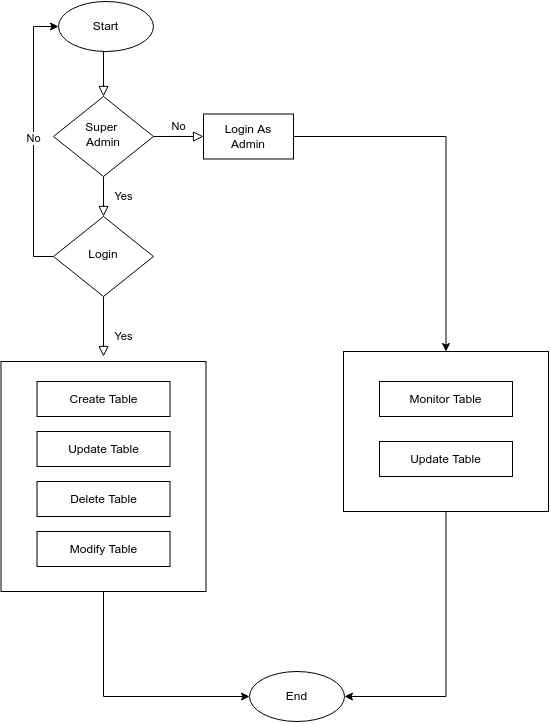 Start
Super
Admin
No
Login As
Admin
No
Yes
Login
Yes
Create Table
Update Table
Delete Table
Modify Table
Monitor Table
Update Table
End